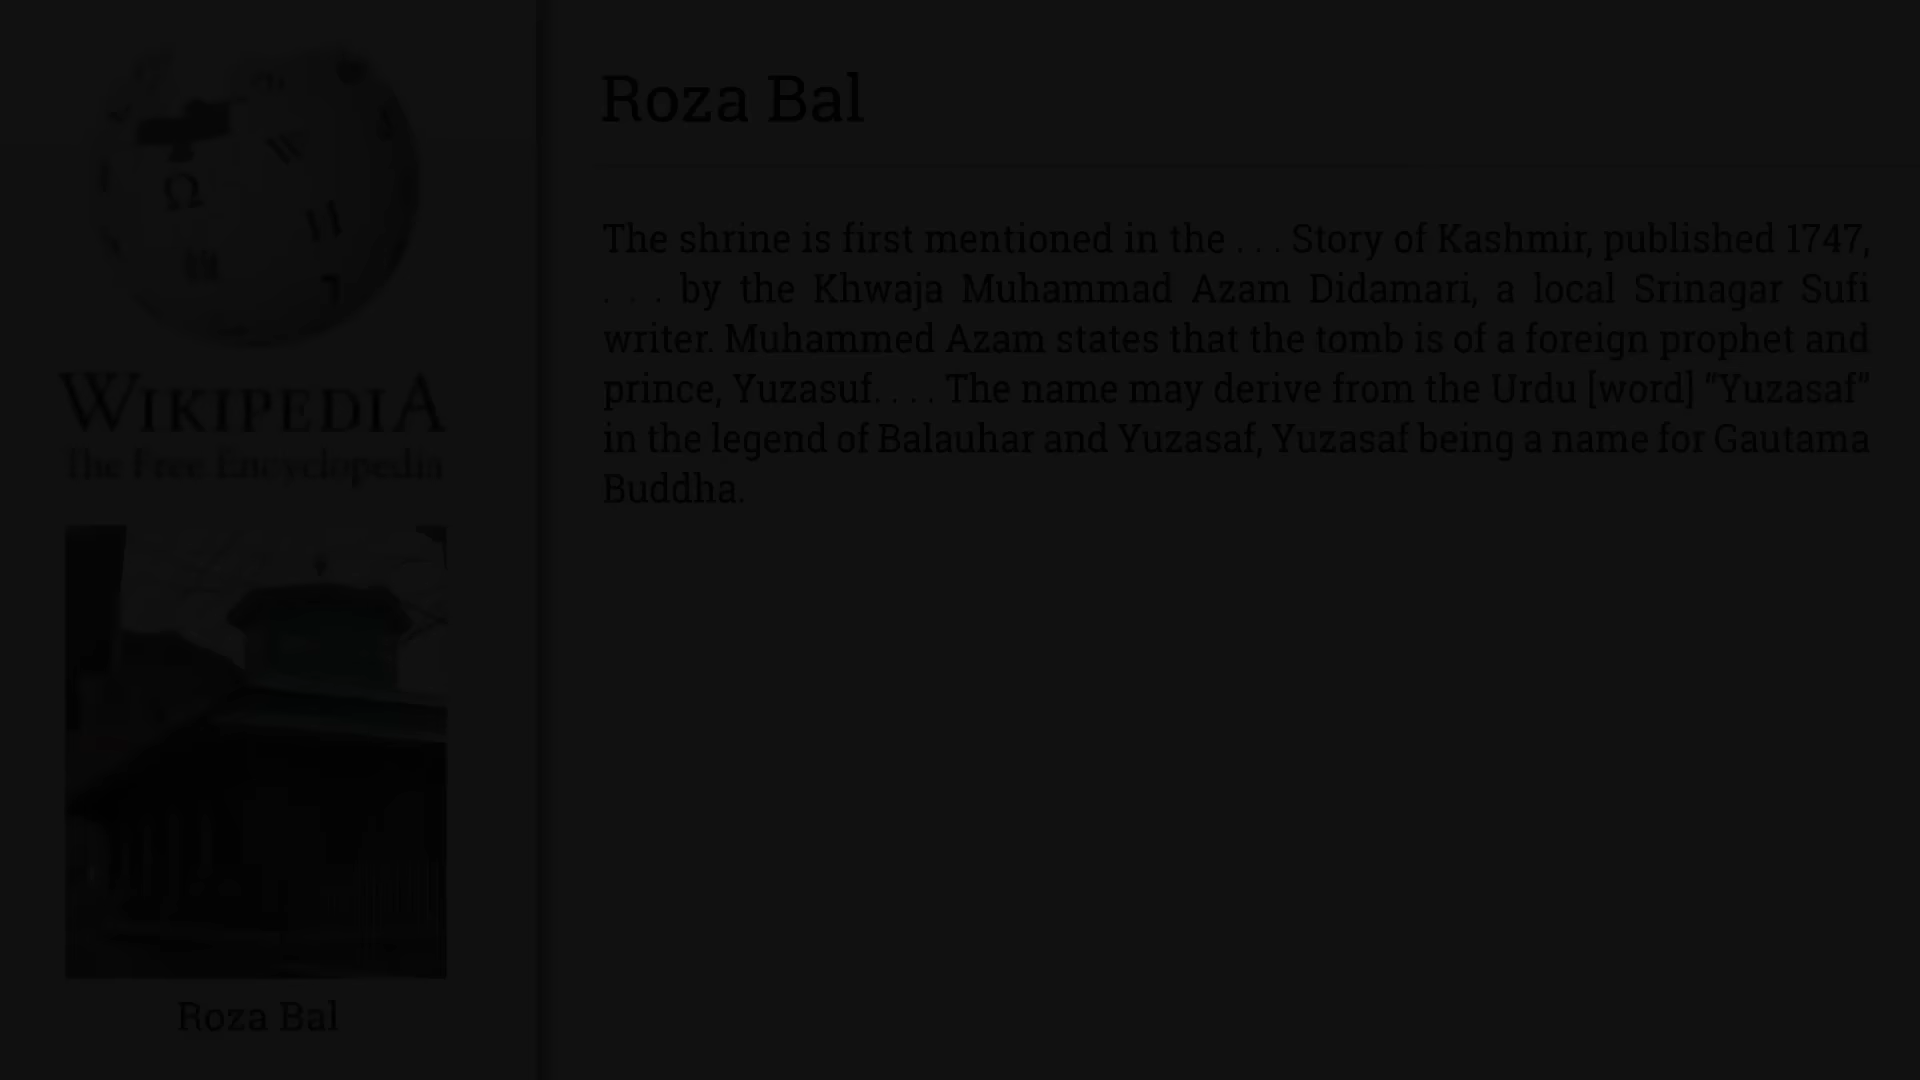 Roza Bal
The shrine is first mentioned in the . . . Story of Kashmir, published 1747,
. . . by the Khwaja Muhammad Azam Didamari, a local Srinagar Sufi
writer. Muhammed Azam states that the tomb is of a foreign prophet and
prince, Yuzasuf. . . . The name may derive from the Urdu [word] “Yuzasaf”
in the legend of Balauhar and Yuzasaf, Yuzasaf being a name for Gautama
Buddha.
Ω
WIKIPEDIA
The Free Encyclopedia
Roza Bal